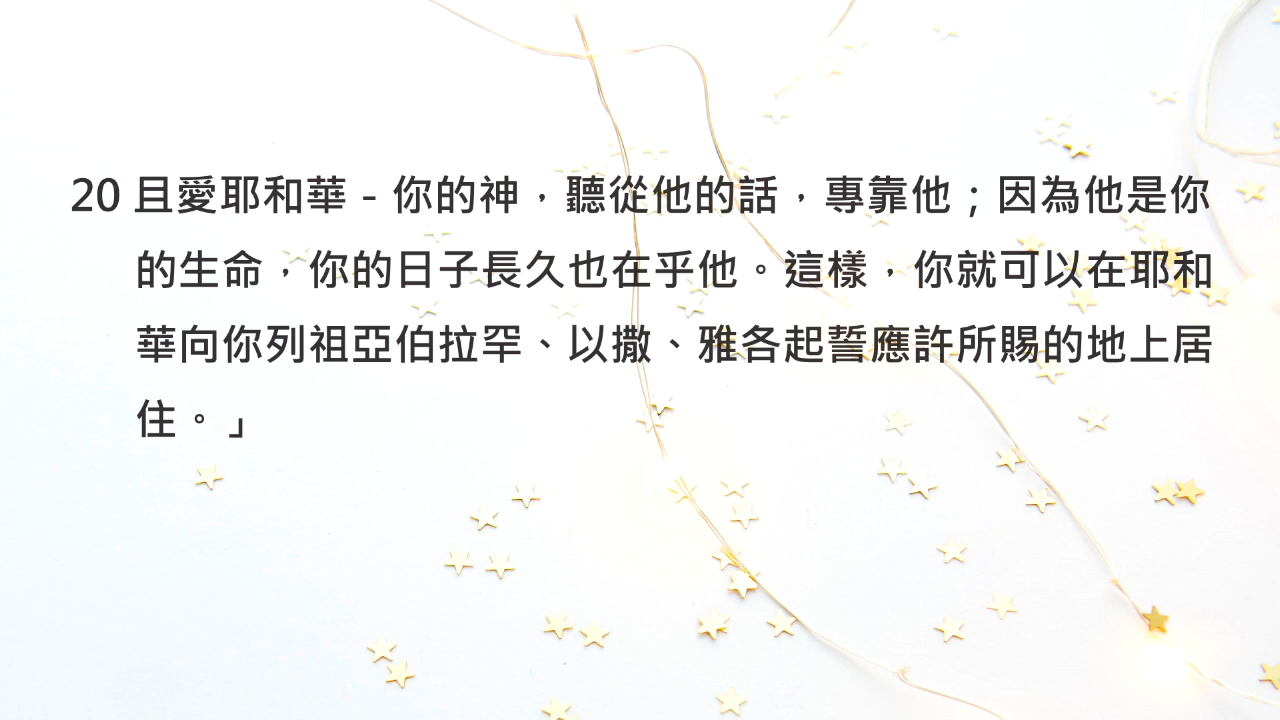 20 且愛耶和華 - 你的神，聽從他的話，專靠他；因為他是你
的生命，你的日子長久也在乎他。這樣，你就可以在耶和
華向你列祖亞伯拉罕、以撒、雅各起誓應許所賜的地上居
住。」